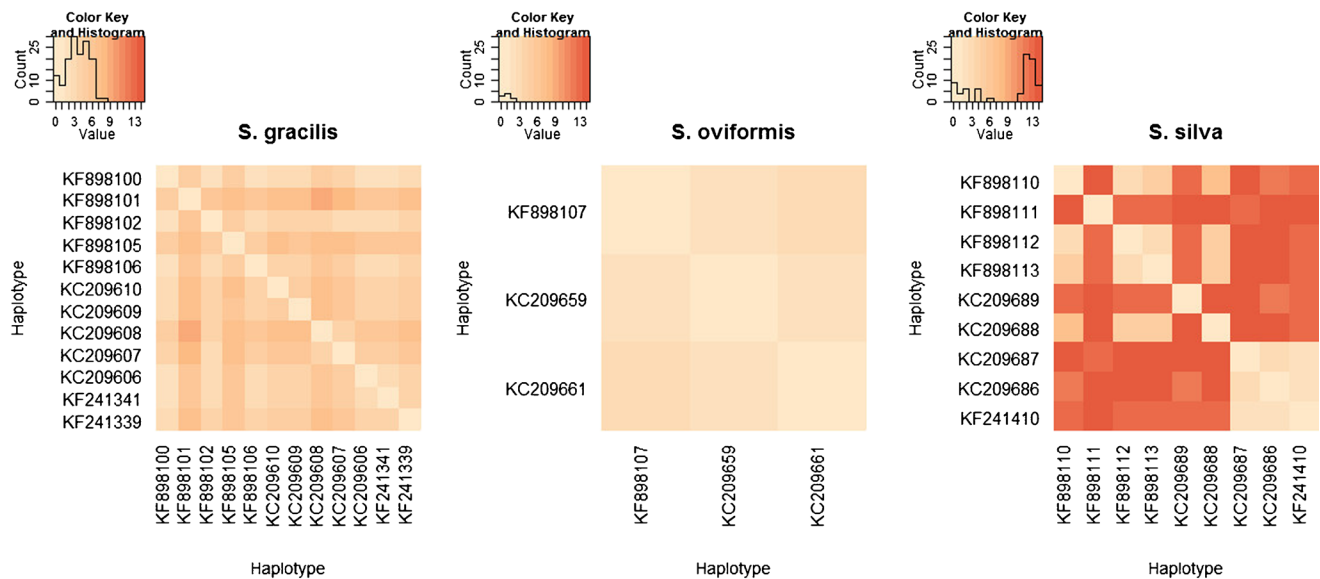 Color Key
and Histogram
Count
0 10 25
0 3 6 9 13
Value
S. gracilis
KF898100
KF898101
KF898102
KF898105
KF898106
KC209610
KC209609
KC209608
KC209607
KC209606
KF241341
KF241339
Haplotype
KF898100
KF898101
KF898102
KF898105
KF898106
KC209610
KC209609
KC209608
KC209607
KC209606
KF241341
KF241339
Haplotype
Color Key
and Histogram
Count
0 10 25
0 3 6 9 13
Value
S. oviformis
KF898107
KC209659
KC209661
Haplotype
KF898107
KC209659
KC209661
Haplotype
Color Key
and Histogram
Count
0 10 25
0 3 6 9 13
Value
S. silva
KF898110
KF898111
KF898112
KF898113
KC209689
KC209688
KC209687
KC209686
KF241410
Haplotype
KF898110
KF898111
KF898112
KF898113
KC209689
KC209688
KC209687
KC209686
KF241410
Haplotype